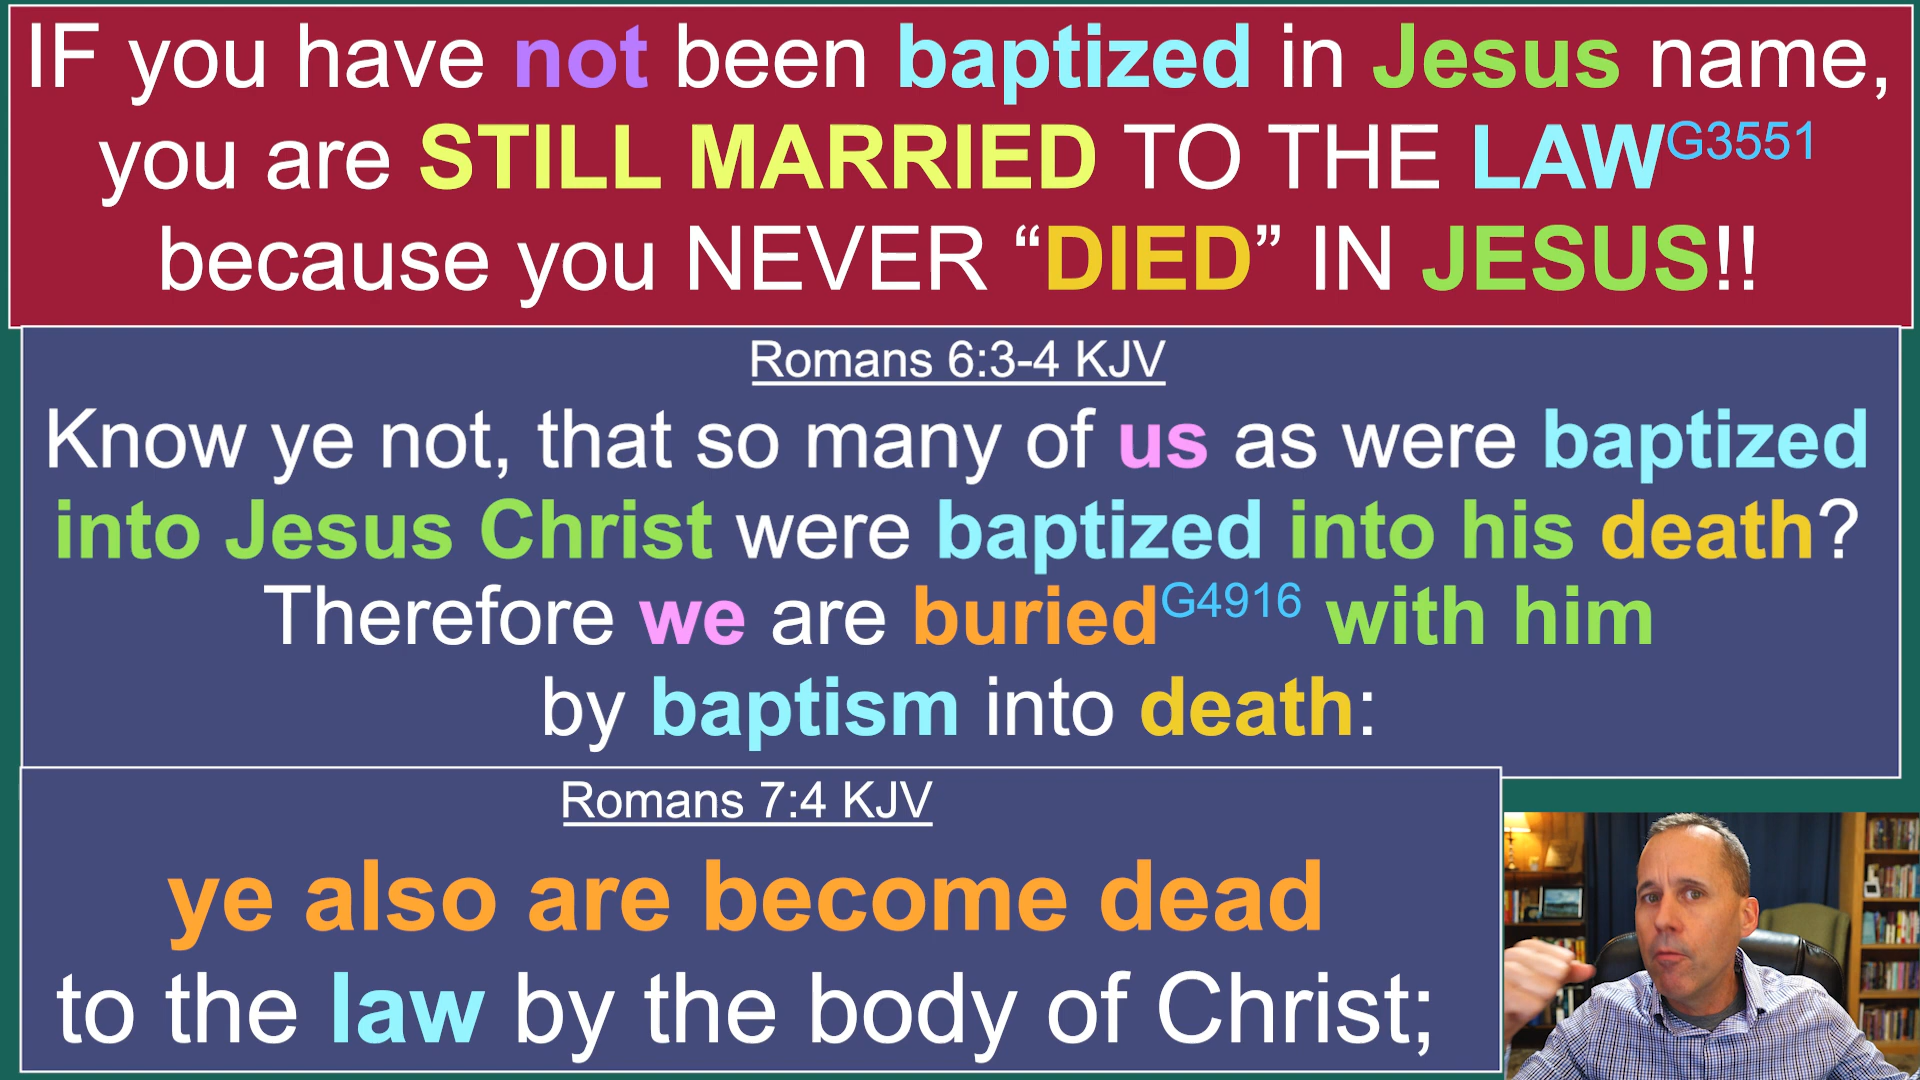 IF you have not been baptized in Jesus name,
you are STILL MARRIED TO THE LAWG3551
because you NEVER “DIED” IN JESUS!!
Romans 6:3-4 KJV
Know ye not, that so many of us as were baptized
into Jesus Christ were baptized into his death?
Therefore we are buriedG4916 with him
by baptism into death:
Romans 7:4 KJV
ye also are become dead
to the law by the body of Christ;